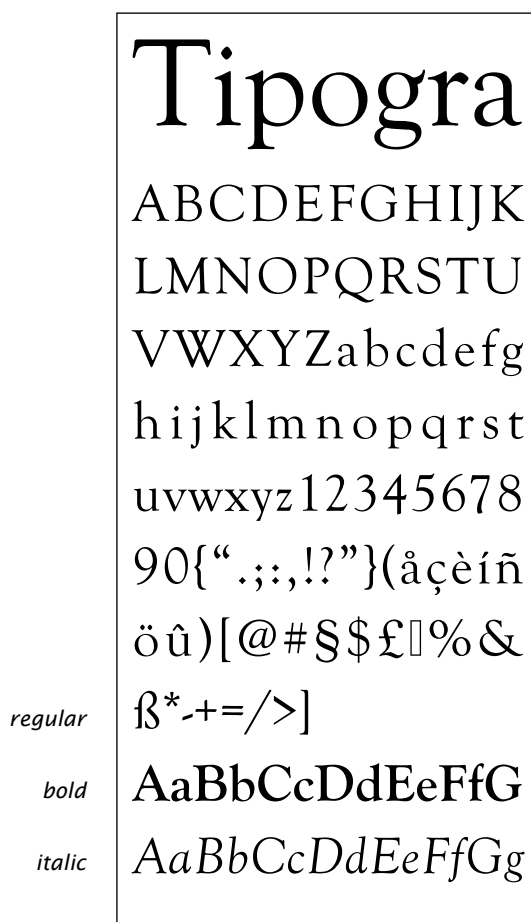 Tipogra
ABCDEFGHIJK
LMNOPQRSTU
VWXYZabcdefg
hijklmnopqrst
uvwxyz12345678
90{“.;:,!?”}(åçèíñ
öû)[@#§$£▯%&
regular ß*-+=/>]
bold AaBbCcDdEeFfG
italic AaBbCcDdEeFfGg